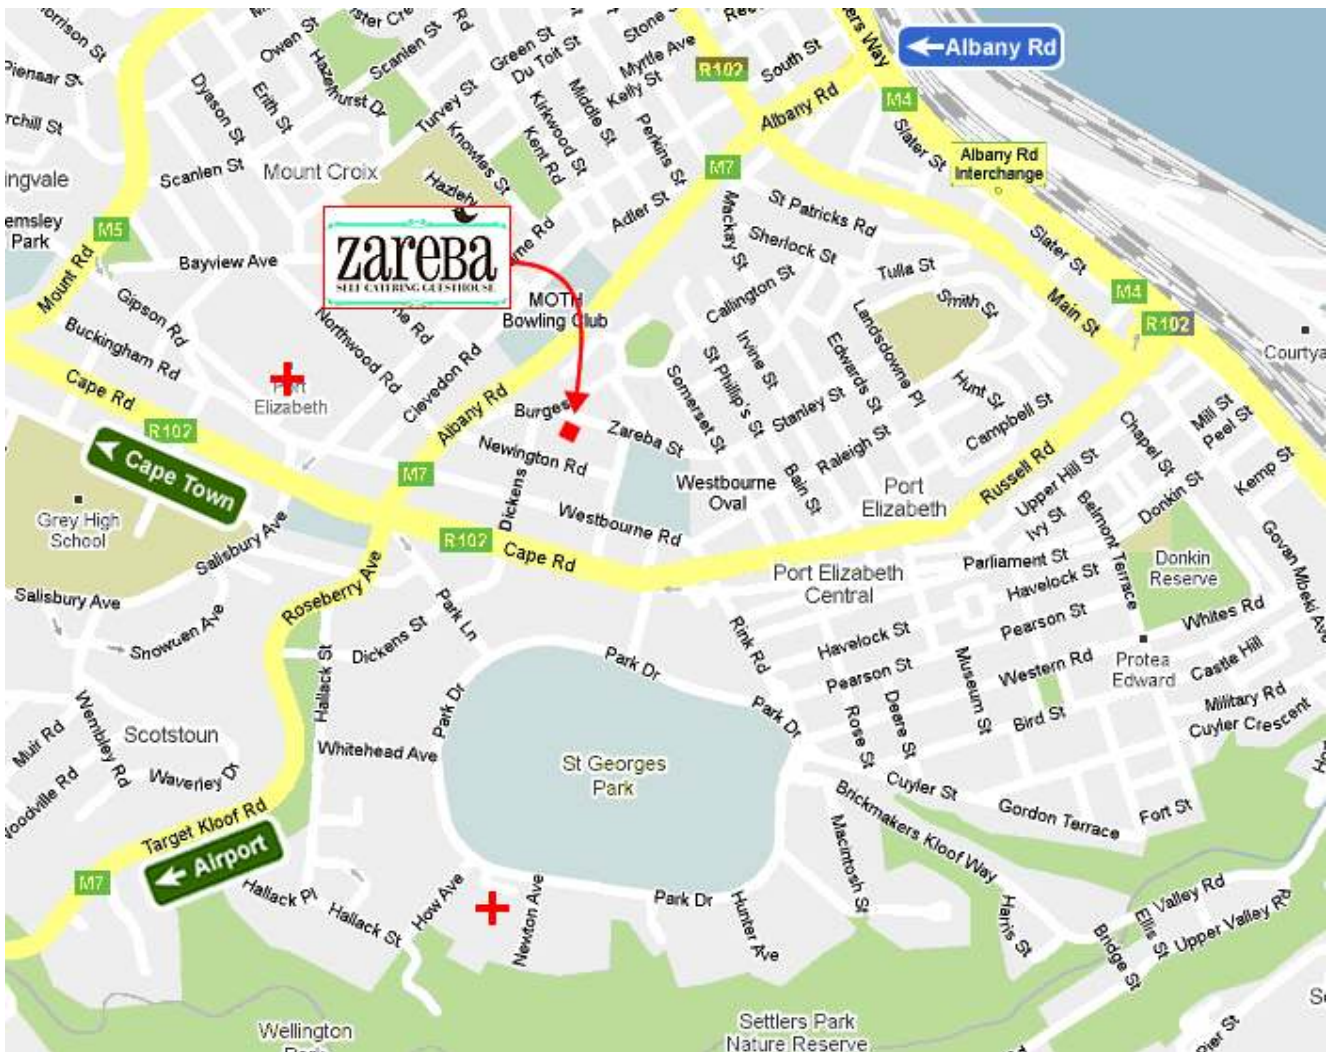 Owen St
Scanlen St
Green St
Du Toit St
Stone St
Myrtle Ave
Kelly St
R102
South St
Albany Rd
Pienaar St
Dyason St
Erith St
Hazelhurst Dr
Turvey St
Knowles St
Kirkwood St
Kent Rd
Middle St
Perkins St
Albany Rd
M4
Slater St
Albany Rd
Interchange
Scanlen St
Mount Croix
M7
Adler St
Mackay St
St Patricks Rd
Sherlock St
Slater St
Park
M5
Mount Rd
Bayview Ave
zareba
SELF CATERING GUESTHOUSE
MOTH
Bowling Club
Callington St
Tulla St
Smith St
Main St
M4
R102
Gipson Rd
Buckingham Rd
Northwood Rd
Clevedon Rd
Irvine St
St Phillip's St
Edwards St
Landsdowne Pl
Cape Rd
Elizabeth
Albany Rd
Zareba St
Somerset St
Stanley St
Hunt St
Campbell St
Mill St
Peel St
R102
Cape Town
M7
Newington Rd
Dickens
Westbourne
Oval
Bain St
Raleigh St
Port
Elizabeth
Russell Rd
Upper Hill St
Chapel St
Kemp St
Grey High
School
Salisbury Ave
R102
Cape Rd
Westbourne Rd
Ivy St
Belmont Terrace
Donkin St
Parliament St
Donkin
Reserve
Govan Mbeki Ave
Salisbury Ave
Roseberry Ave
Port Elizabeth
Central
Havelock St
Snowden Ave
Park Ln
Dickens St
Hallack St
Park Dr
Rink Rd
Havelock St
Pearson St
Pearson St
Whites Rd
Museum St
Western Rd
Protea
Edward
Castle Hill
Muir Rd
Wembley Rd
Scotstoun
Waverley Dr
Whitehead Ave
Park Dr
St Georges
Park
Park Dr
Rose St
Deare St
Bird St
Military Rd
Cuyler Crescent
Target Kloof Rd
Airport
M7
Cuyler St
Gordon Terrace
Fort St
Brickmakers Kloof Way
Macintosh St
Hallack Pl
Hallack St
How Ave
Newton Ave
Park Dr
Hunter Ave
Harris St
Valley Rd
Bridge St
Ellis St
Upper Valley Rd
Wellington
Settlers Park
Nature Reserve